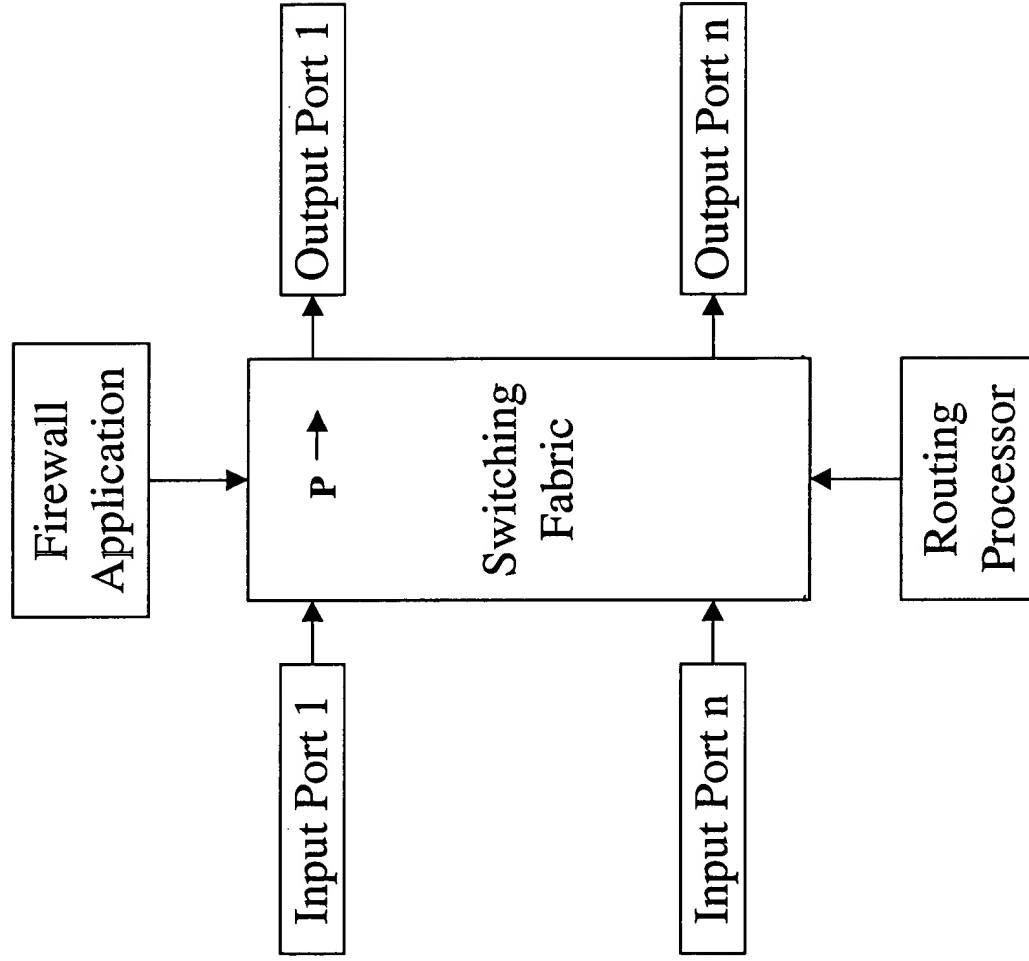 Firewall
Application
Input Port 1
P
Output Port 1
Switching
Fabric
Input Port n
Output Port n
Routing
Processor